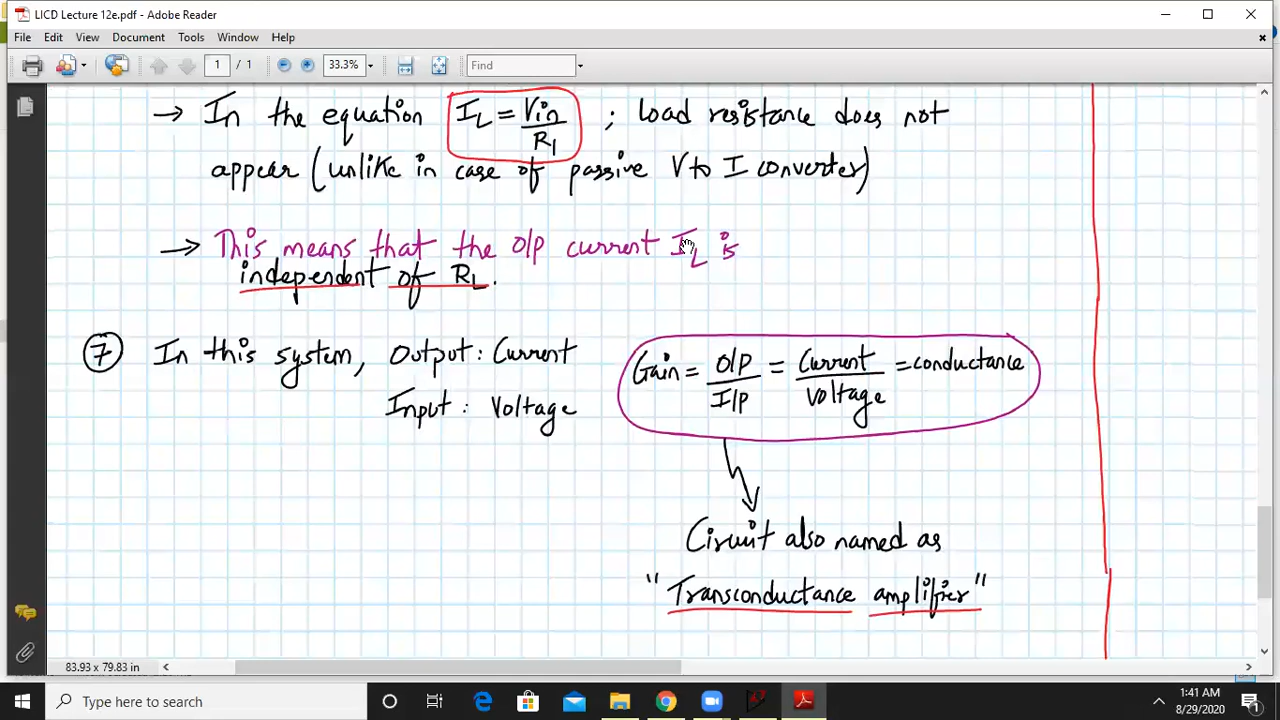 LICD Lecture 12e.pdf - Adobe Reader
File Edit View Document Tools Window Help
1 / 1 33.3% Find
→ In the equation IL = Vin/R1 ; load resistance does not
appear (unlike in case of passive V to I converter)
→ This means that the O/P current IL is
independent of RL.
7 In this system, Output: Current
Input: Voltage
Gain = O/P / I/P = Current / Voltage = conductance
Circuit also named as
"Transconductance amplifier"
83.93 x 79.83 in
Type here to search
1:41 AM
8/29/2020
1